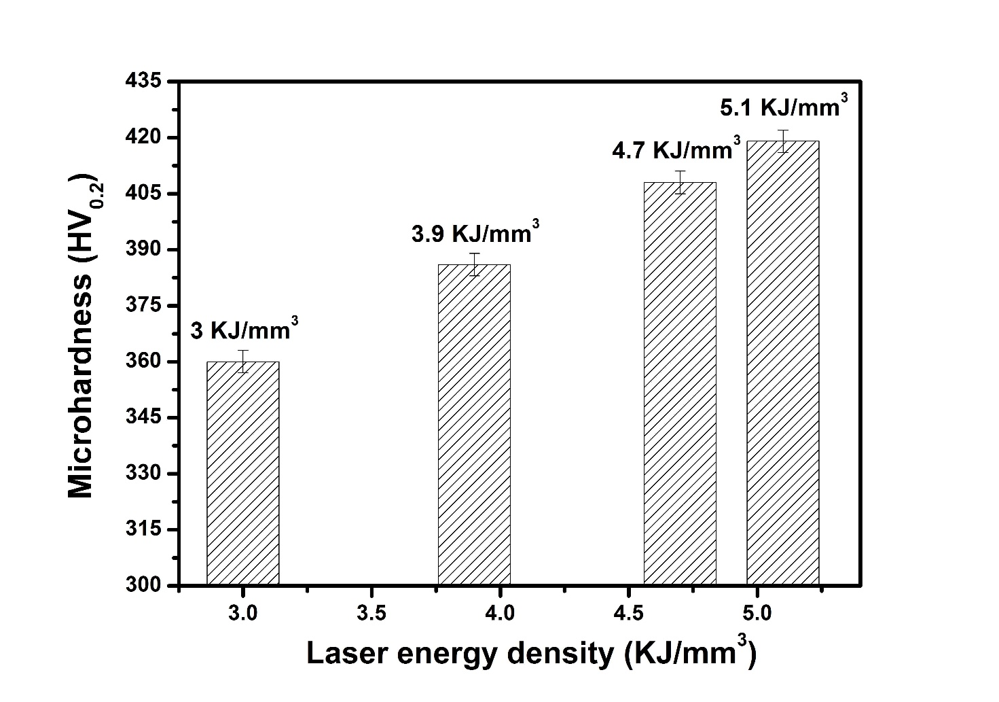 435
420
405
390
375
360
345
330
315
300
Microhardness (HV0.2)
3 KJ/mm³
3.9 KJ/mm³
4.7 KJ/mm³
5.1 KJ/mm³
3.0 3.5 4.0 4.5 5.0
Laser energy density (KJ/mm³)